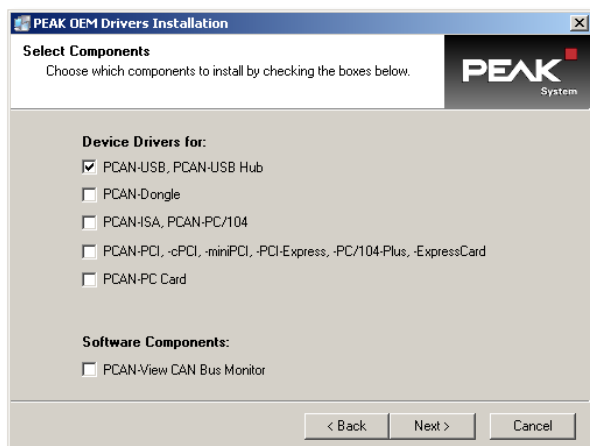 PEAK OEM Drivers Installation
Select Components
Choose which components to install by checking the boxes below.
PEAK
System
Device Drivers for:
PCAN-USB, PCAN-USB Hub
PCAN-Dongle
PCAN-ISA, PCAN-PC/104
PCAN-PCI, -cPCI, -miniPCI, -PCI-Express, -PC/104-Plus, -ExpressCard
PCAN-PC Card
Software Components:
PCAN-View CAN Bus Monitor
< Back Next > Cancel